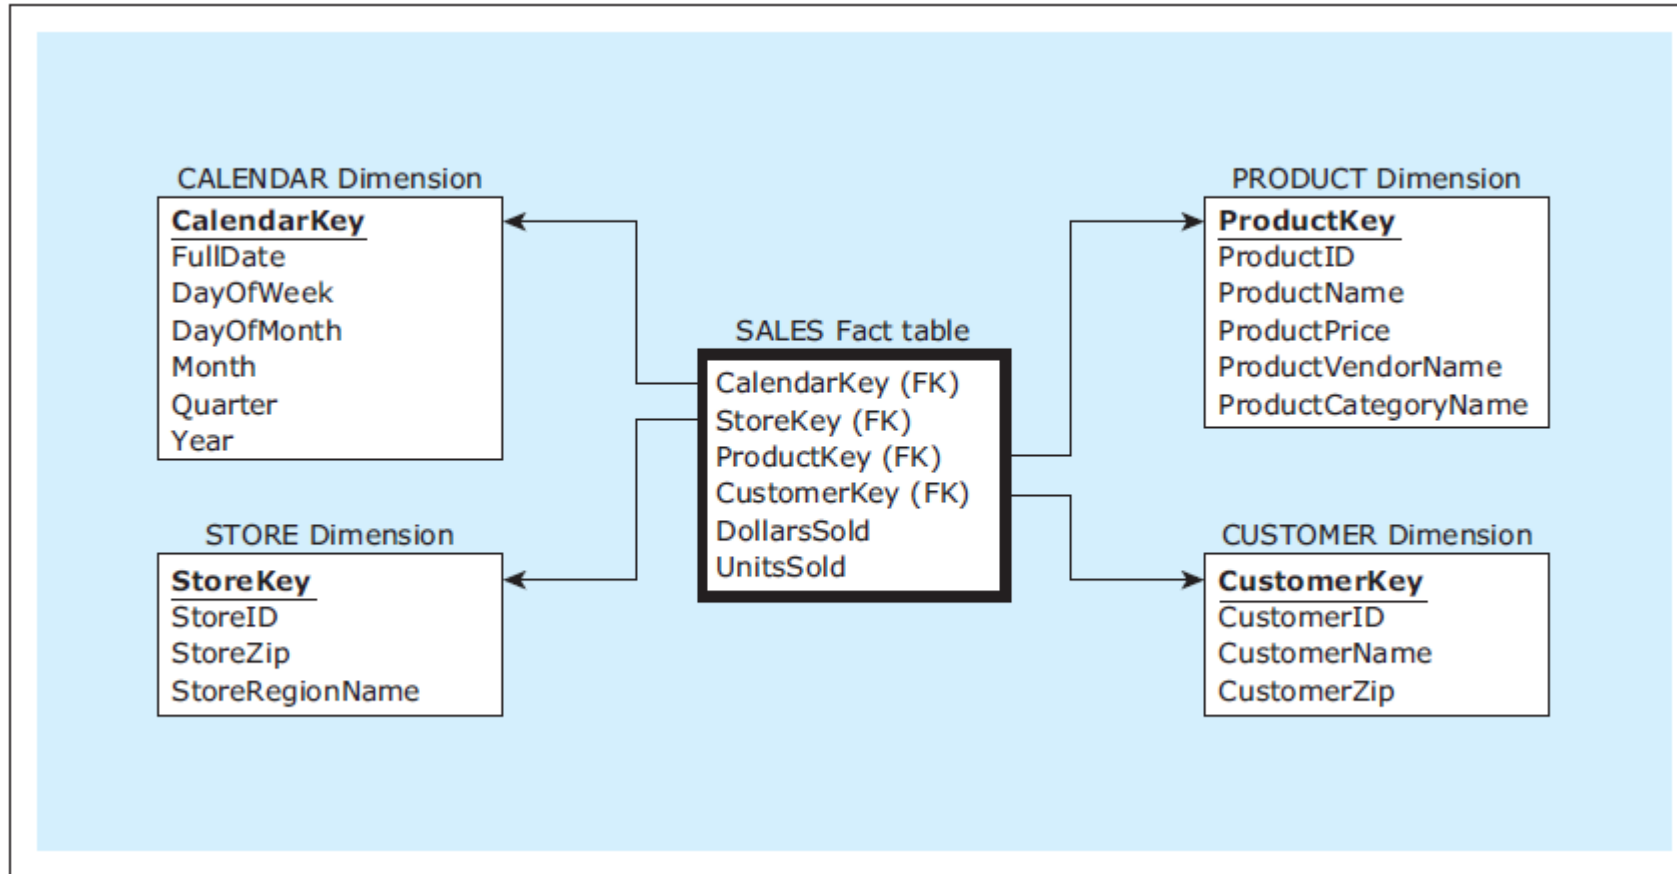 CALENDAR Dimension
CalendarKey
FullDate
DayOfWeek
DayOfMonth
Month
Quarter
Year
STORE Dimension
StoreKey
StoreID
StoreZip
StoreRegionName
SALES Fact table
CalendarKey (FK)
StoreKey (FK)
ProductKey (FK)
CustomerKey (FK)
DollarsSold
UnitsSold
PRODUCT Dimension
ProductKey
ProductID
ProductName
ProductPrice
ProductVendorName
ProductCategoryName
CUSTOMER Dimension
CustomerKey
CustomerID
CustomerName
CustomerZip